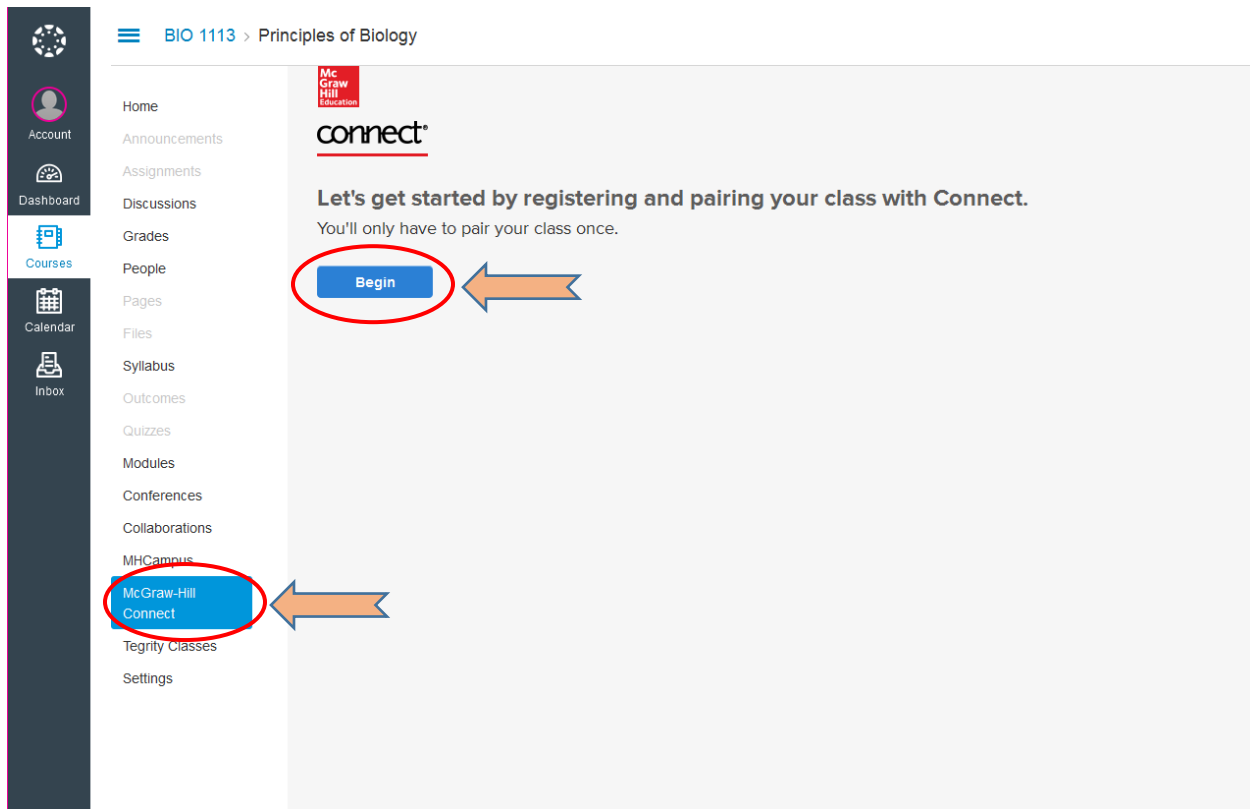 BIO 1113 > Principles of Biology
Account
Dashboard
Courses
Calendar
Inbox
Home
Announcements
Assignments
Discussions
Grades
People
Pages
Files
Syllabus
Outcomes
Quizzes
Modules
Conferences
Collaborations
MHCampus
McGraw-Hill
Connect
Tegrity Classes
Settings
Mc
Graw
Hill
Education
connect®
Let's get started by registering and pairing your class with Connect.
You'll only have to pair your class once.
Begin